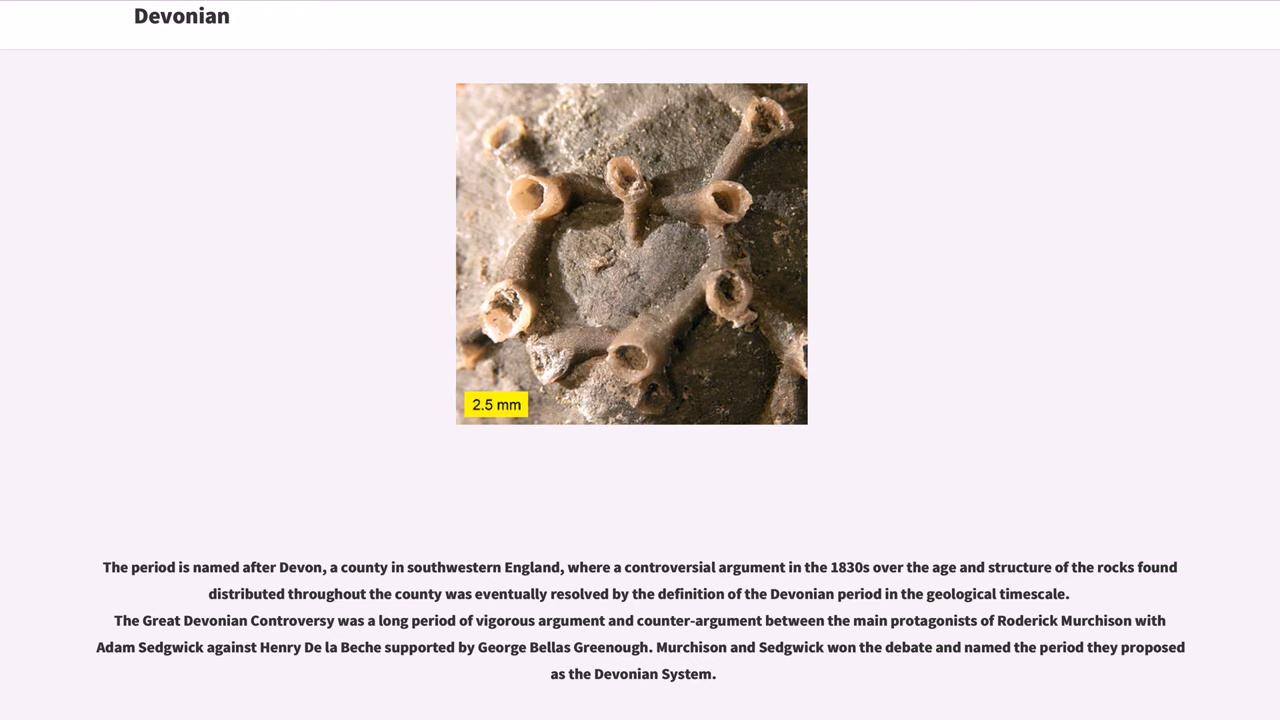 Devonian
2.5 mm
The period is named after Devon, a county in southwestern England, where a controversial argument in the 1830s over the age and structure of the rocks found
distributed throughout the county was eventually resolved by the definition of the Devonian period in the geological timescale.
The Great Devonian Controversy was a long period of vigorous argument and counter-argument between the main protagonists of Roderick Murchison with
Adam Sedgwick against Henry De la Beche supported by George Bellas Greenough. Murchison and Sedgwick won the debate and named the period they proposed
as the Devonian System.